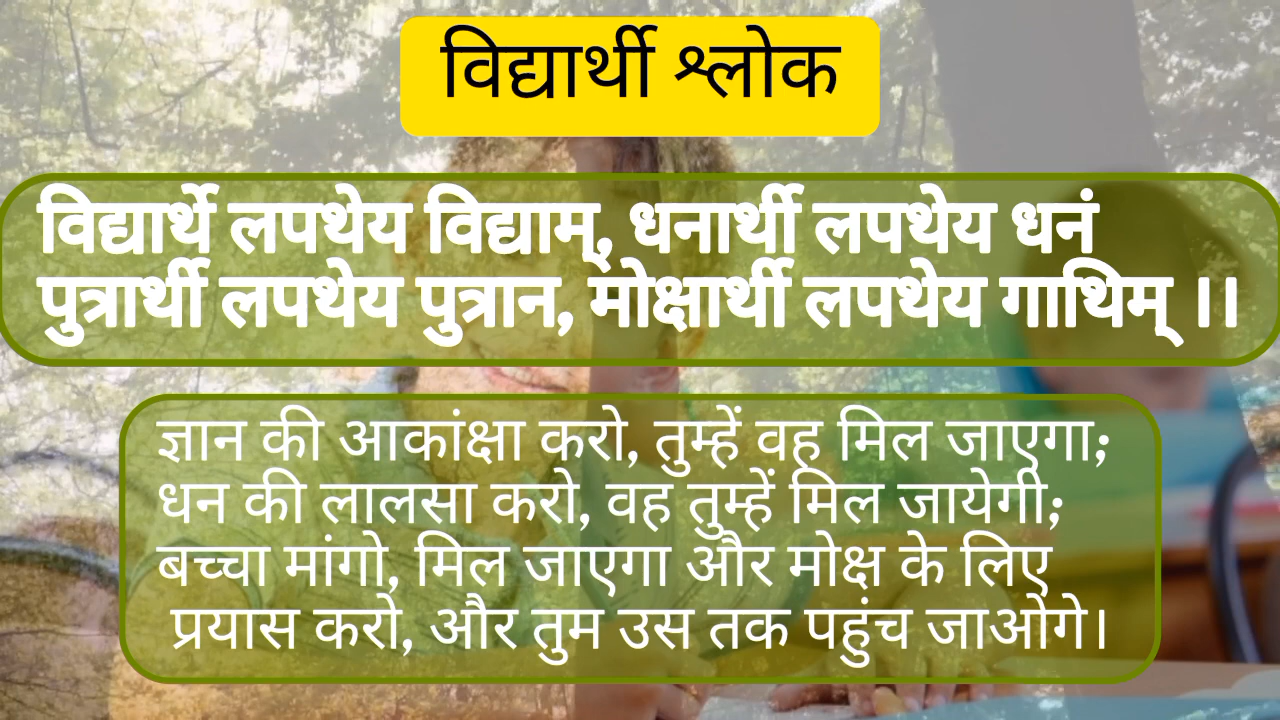 विद्यार्थी श्लोक
विद्यार्थे लपथेय विद्याम्, धनार्थी लपथेय धनं
पुत्रार्थी लपथेय पुत्रान, मोक्षार्थी लपथेय गाथिम् ।।
ज्ञान की आकांक्षा करो, तुम्हें वह मिल जाएगा;
धन की लालसा करो, वह तुम्हें मिल जायेगी;
बच्चा मांगो, मिल जाएगा और मोक्ष के लिए
प्रयास करो, और तुम उस तक पहुंच जाओगे।